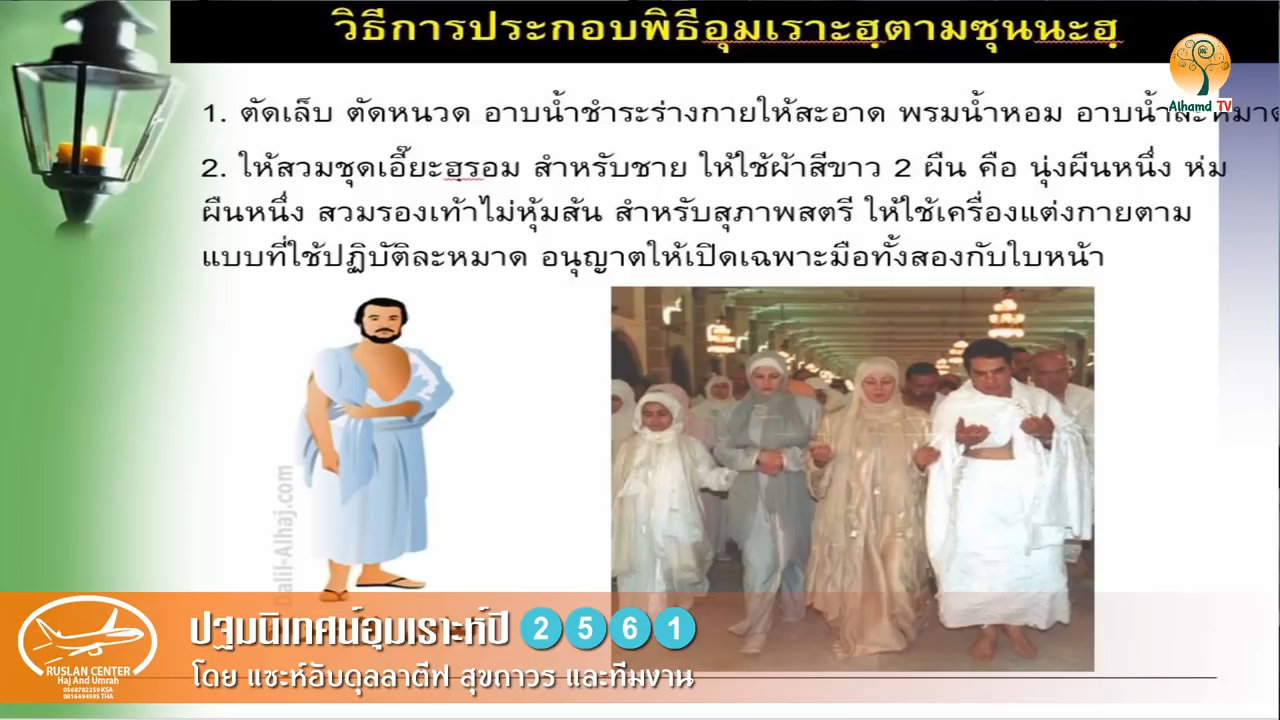 วิธีการประกอบพิธีอุมเราะฮฺตามซุนนะฮฺ
Alhamd TV
1. ตัดเล็บ ตัดหนวด อาบน้ำชำระร่างกายให้สะอาด พรมน้ำหอม อาบน้ำละหมาด
2. ให้สวมชุดเอี๊ยะฮฺรอม สำหรับชาย ให้ใช้ผ้าสีขาว 2 ผืน คือ นุ่งผืนหนึ่ง ห่ม
ผืนหนึ่ง สวมรองเท้าไม่หุ้มส้น สำหรับสุภาพสตรี ให้ใช้เครื่องแต่งกายตาม
แบบที่ใช้ปฏิบัติละหมาด อนุญาตให้เปิดเฉพาะมือทั้งสองกับใบหน้า
Dalil-Alhaj.com
ปฐมนิเทศน์อุมเราะห์ปี 2561
โดย แซะห์อับดุลลาตีฟ สุขถาวร และทีมงาน
RUSLAN CENTER
Haj And Umrah
0568782259 KSA
0816494595 THA